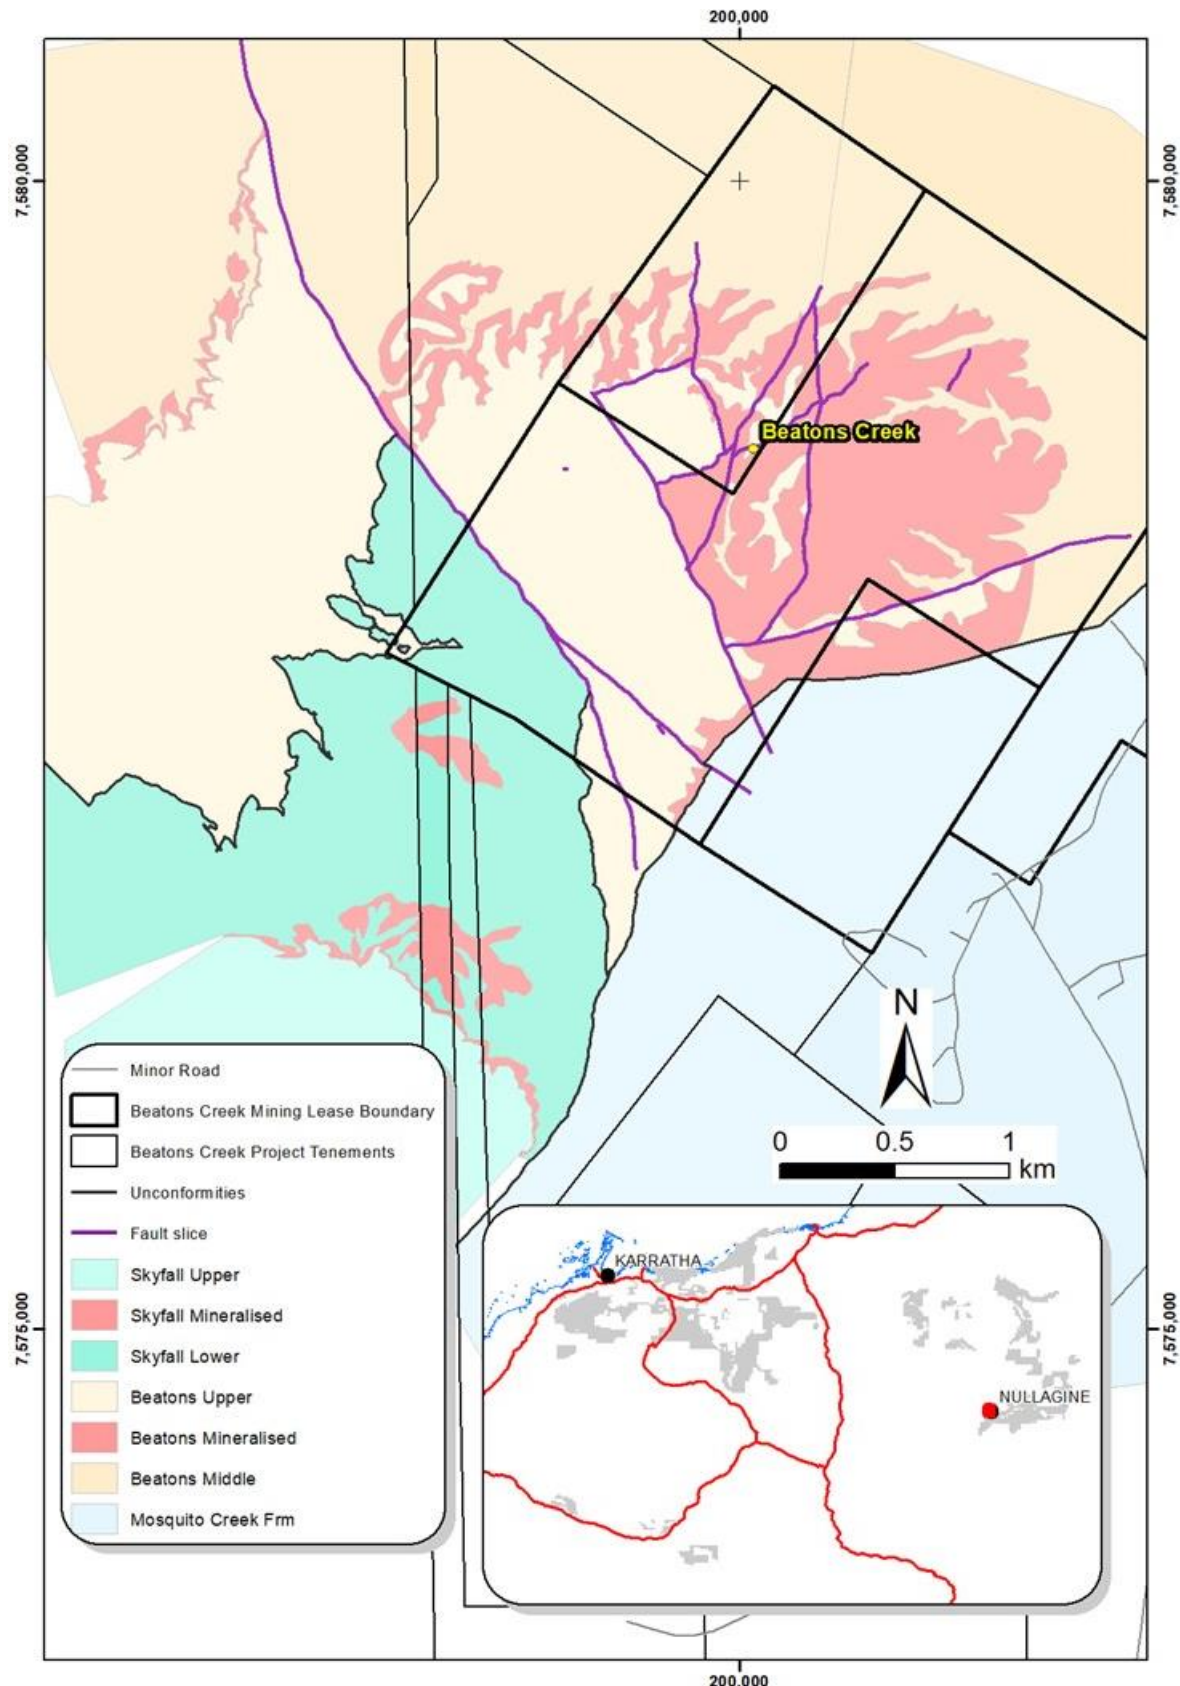 200,000
7,580,000
7,580,000
Beatons Creek
N
0 0.5 1
km
Minor Road
Beatons Creek Mining Lease Boundary
Beatons Creek Project Tenements
Unconformities
Fault slice
Skyfall Upper
Skyfall Mineralised
Skyfall Lower
Beatons Upper
Beatons Mineralised
Beatons Middle
Mosquito Creek Frm
KARRATHA
NULLAGINE
7,575,000
7,575,000
200,000